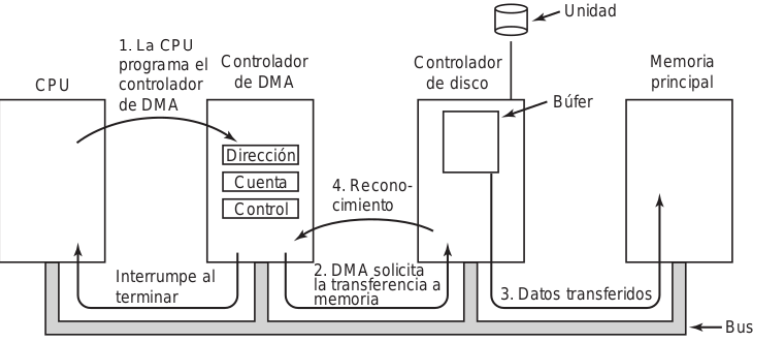 Unidad
1. La CPU
programa el
controlador
de DMA
CPU
Controlador
de DMA
Controlador
de disco
Memoria
principal
Búfer
Dirección
Cuenta
Control
4. Recono-
cimiento
Interrumpe al
terminar
2. DMA solicita
la transferencia a
memoria
3. Datos transferidos
Bus